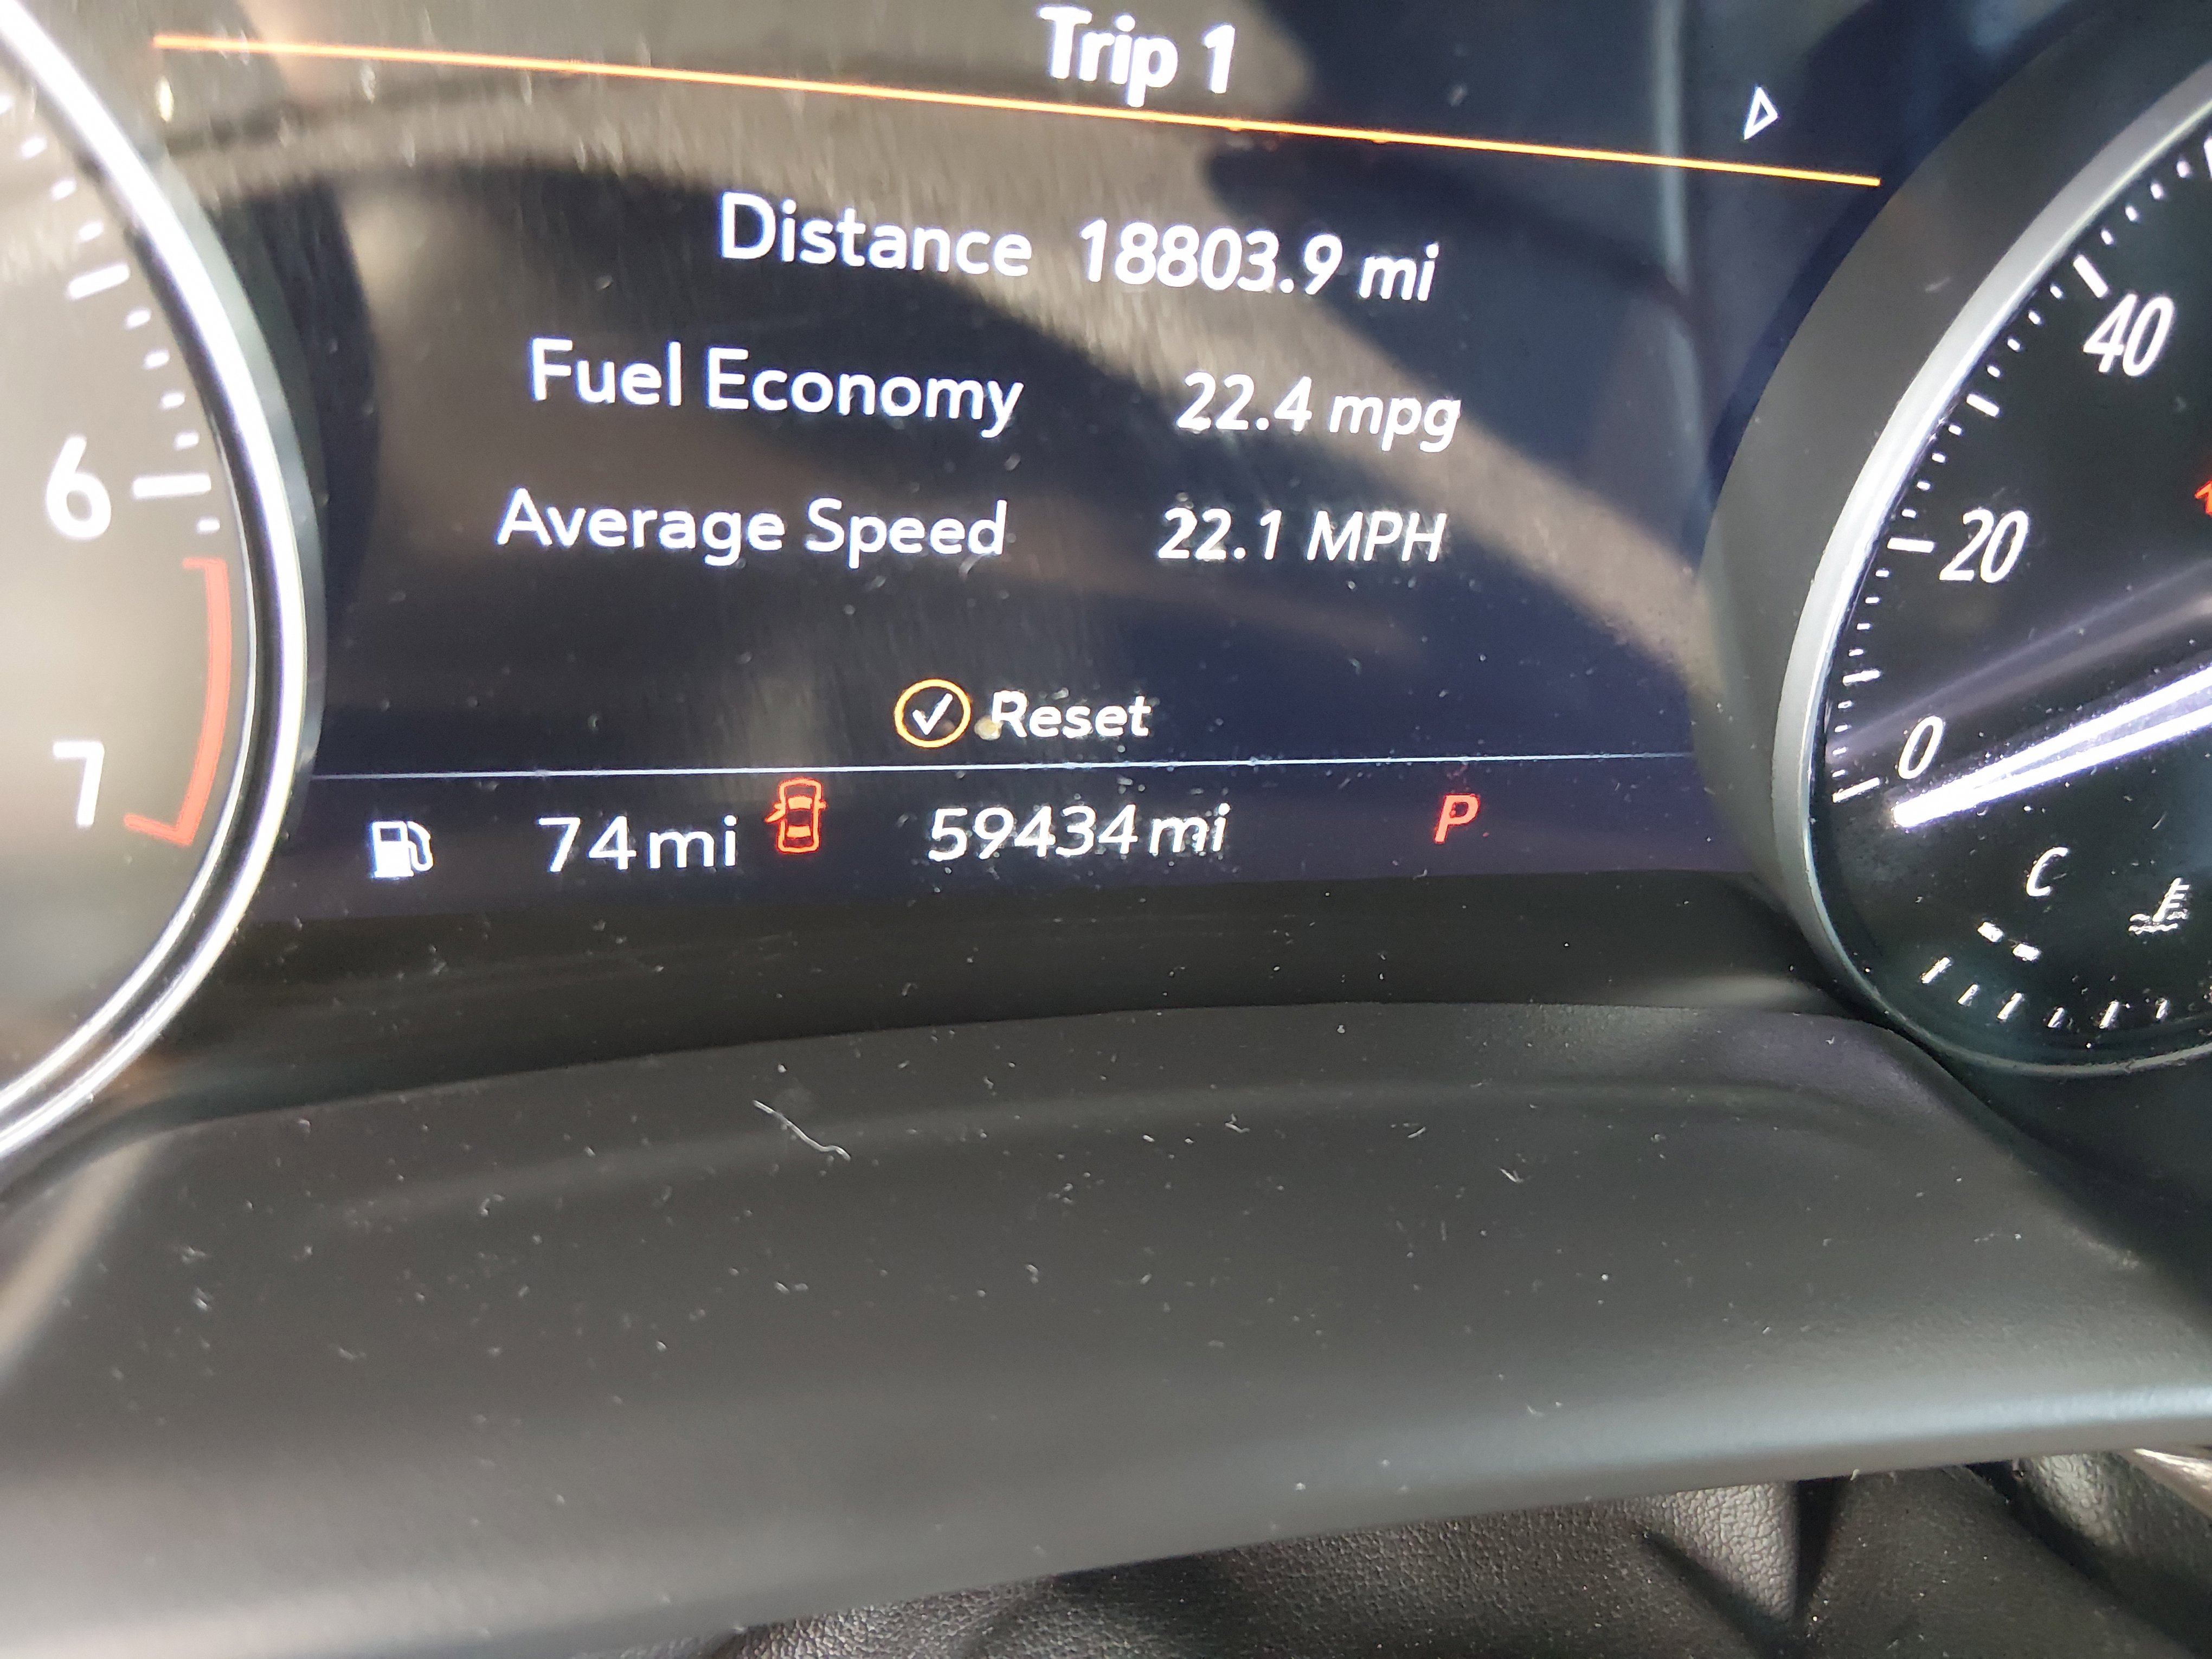 Trip 1
Distance 18803.9 mi
Fuel Economy 22.4 mpg
Average Speed 22.1 MPH
Reset
74mi 59434mi P
6
7
40
20
0
C